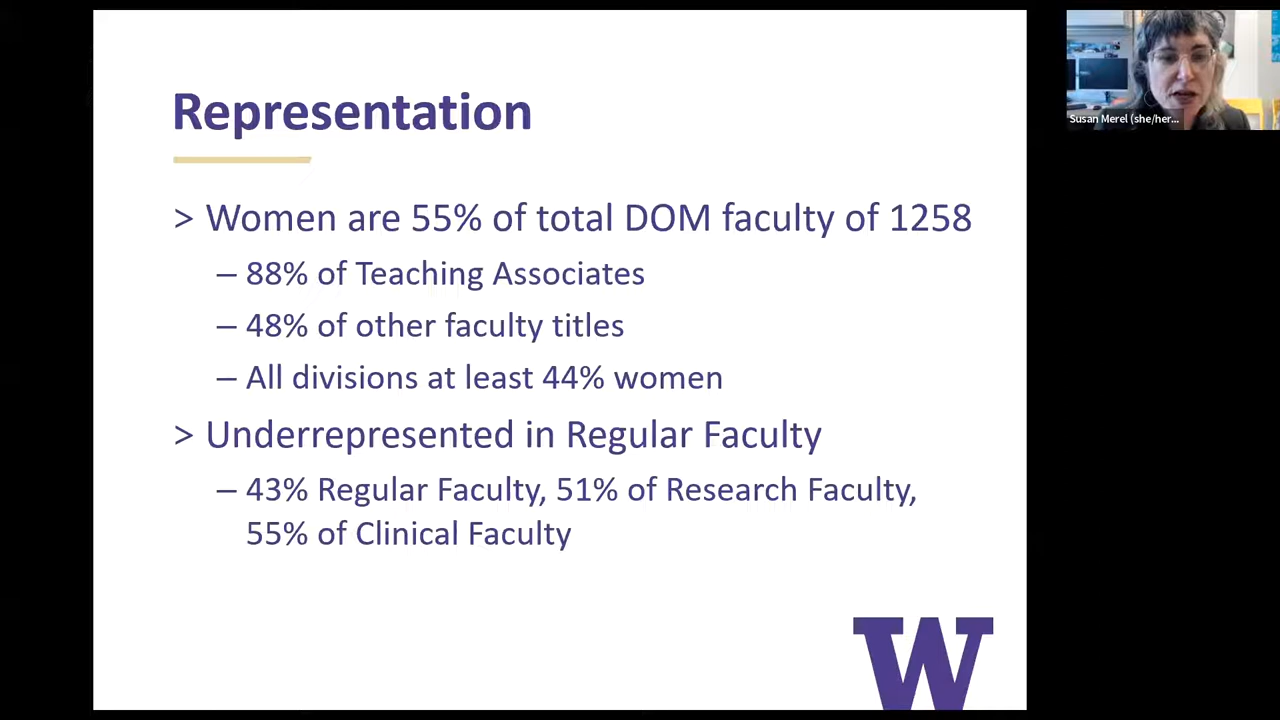 Representation
> Women are 55% of total DOM faculty of 1258
– 88% of Teaching Associates
– 48% of other faculty titles
– All divisions at least 44% women
> Underrepresented in Regular Faculty
– 43% Regular Faculty, 51% of Research Faculty,
55% of Clinical Faculty
W
Susan Merel (she/her...